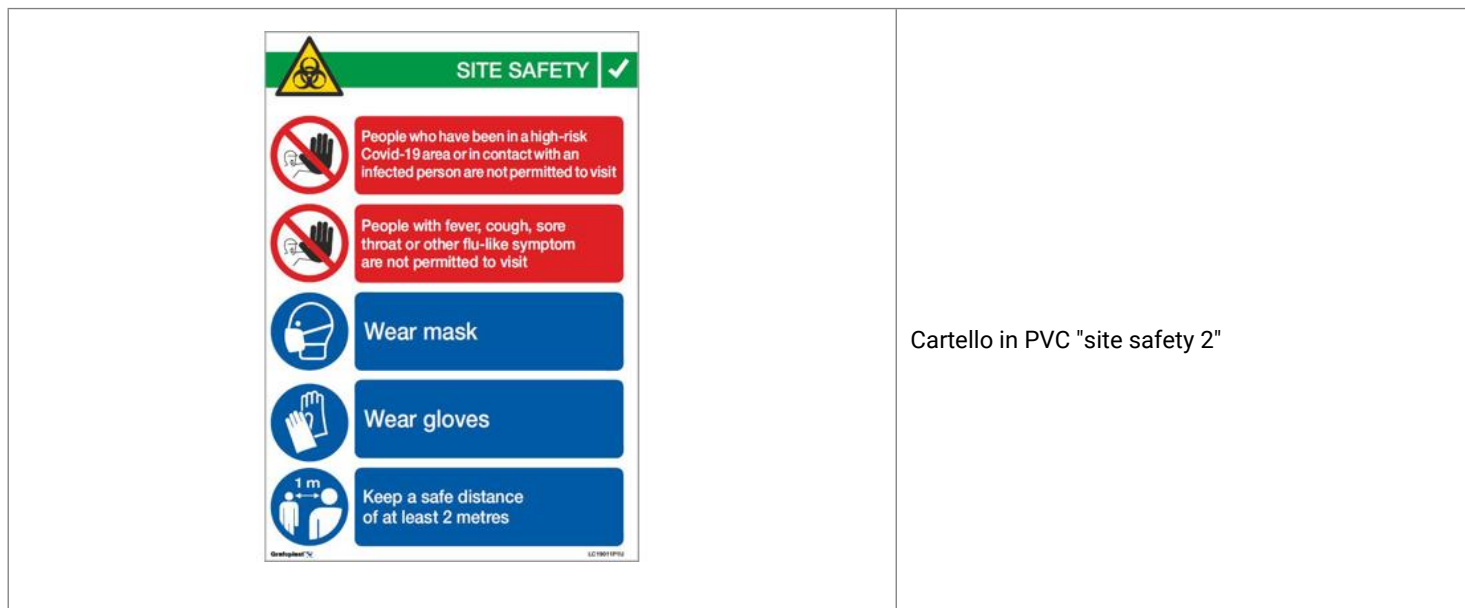 SITE SAFETY
People who have been in a high-risk
Covid-19 area or in contact with an
infected person are not permitted to visit
People with fever, cough, sore
throat or other flu-like symptom
are not permitted to visit
Wear mask
Wear gloves
1 m
Keep a safe distance
of at least 2 metres
Grafoplast
Cartello in PVC "site safety 2"